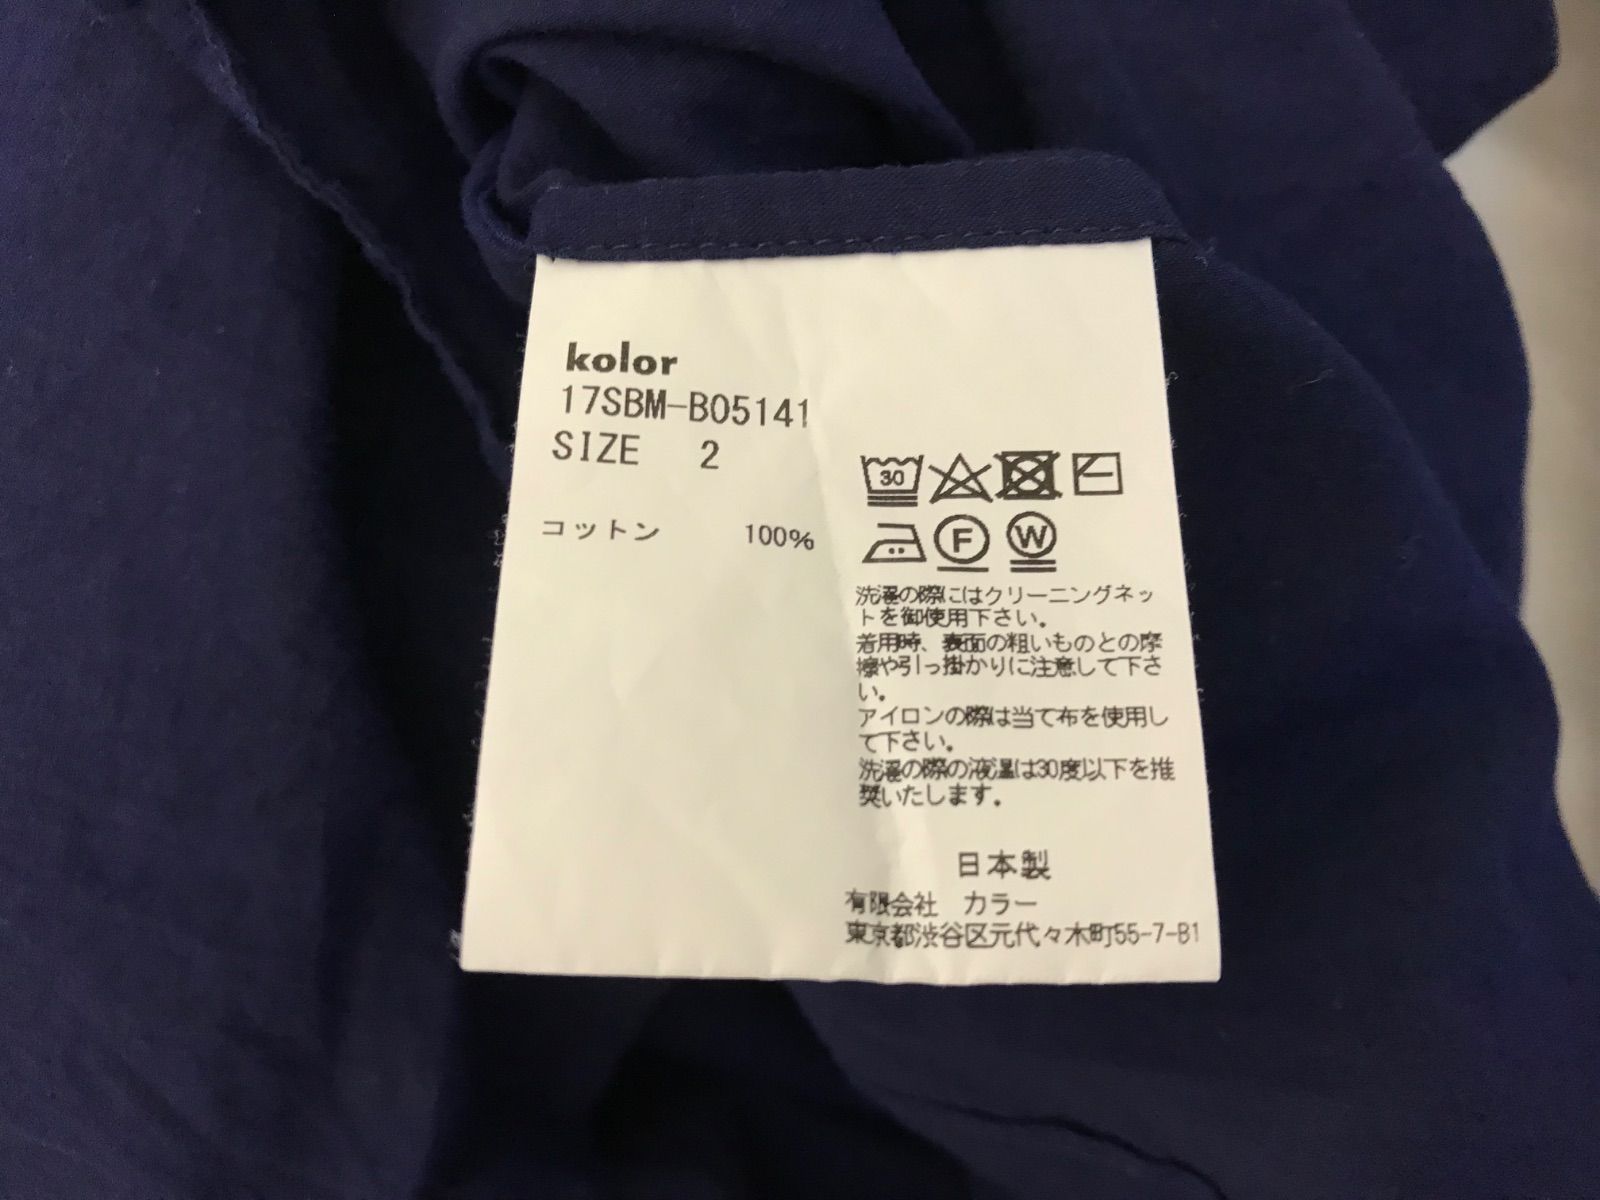 kolor
17SBM-B05141
SIZE 2
コットン 100%
30
F W
洗濯の際にはクリーニングネッ
トを御使用下さい。
着用時、表面の粗いものとの摩
擦や引っ掛かりに注意して下さ
い。
アイロンの際は当て布を使用し
て下さい。
洗濯の際の液温は30度以下を推
奨いたします。
日本製
有限会社 カラー
東京都渋谷区元代々木町55-7-B1